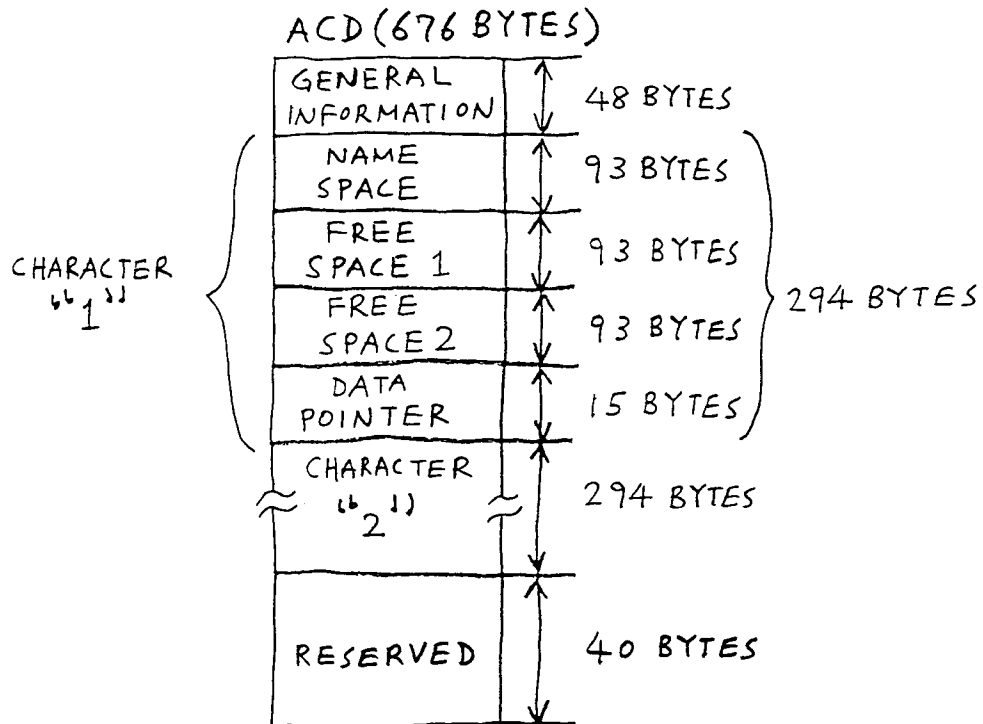 ACD (676 BYTES)
GENERAL
INFORMATION
48 BYTES
NAME
SPACE
93 BYTES
FREE
SPACE 1
93 BYTES
FREE
SPACE 2
93 BYTES
DATA
POINTER
15 BYTES
CHARACTER
“1”
294 BYTES
CHARACTER
“2”
294 BYTES
RESERVED
40 BYTES